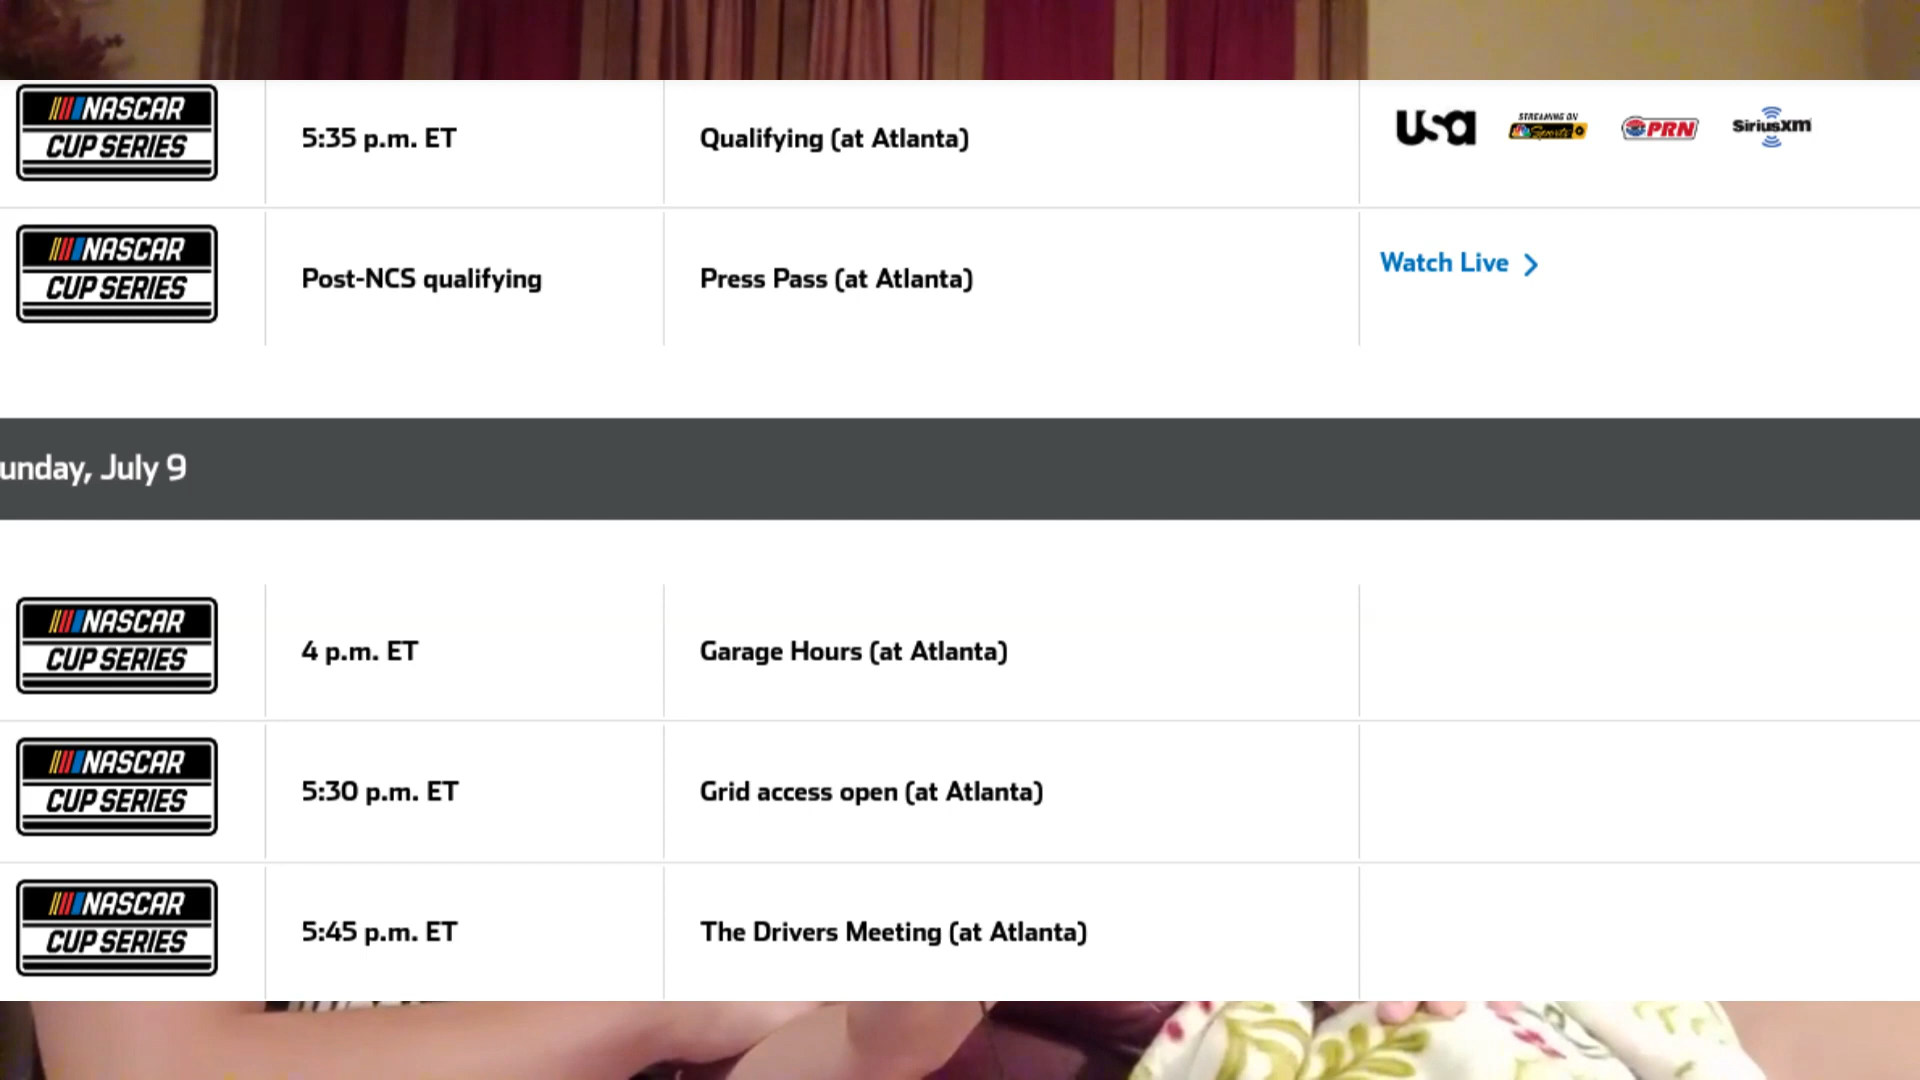 NASCAR
CUP SERIES
5:35 p.m. ET
Qualifying (at Atlanta)
USA
STREAMING ON
Sports
PRN
SiriusXM
NASCAR
CUP SERIES
Post-NCS qualifying
Press Pass (at Atlanta)
Watch Live
unday, July 9
NASCAR
CUP SERIES
4 p.m. ET
Garage Hours (at Atlanta)
NASCAR
CUP SERIES
5:30 p.m. ET
Grid access open (at Atlanta)
NASCAR
CUP SERIES
5:45 p.m. ET
The Drivers Meeting (at Atlanta)